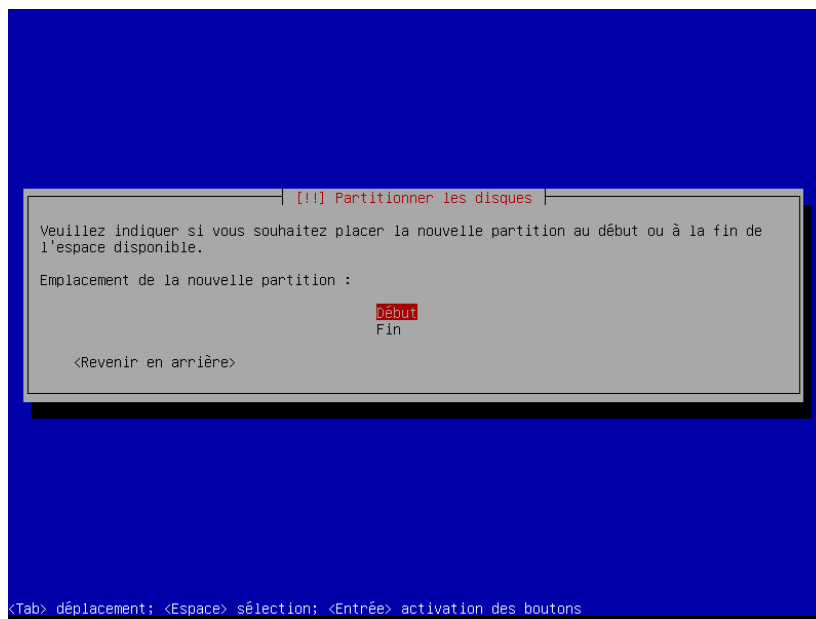 [!!] Partitionner les disques
Veuillez indiquer si vous souhaitez placer la nouvelle partition au début ou à la fin de
l'espace disponible.
Emplacement de la nouvelle partition :
Début
Fin
<Revenir en arrière>
<Tab> déplacement; <Espace> sélection; <Entrée> activation des boutons